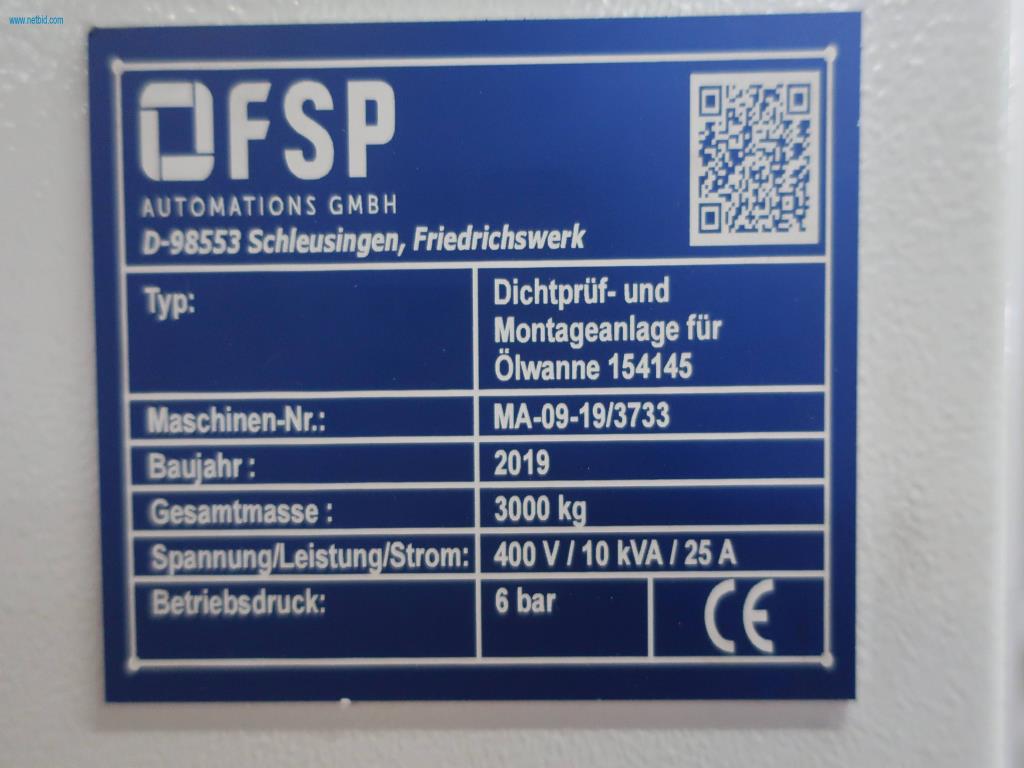 www.netbid.com
FSP
AUTOMATIONS GMBH
D-98553 Schleusingen, Friedrichswerk
Typ: Dichtprüf- und
Montageanlage für
Ölwanne 154145
Maschinen-Nr.: MA-09-19/3733
Baujahr : 2019
Gesamtmasse : 3000 kg
Spannung/Leistung/Strom: 400 V / 10 kVA / 25 A
Betriebsdruck: 6 bar CE